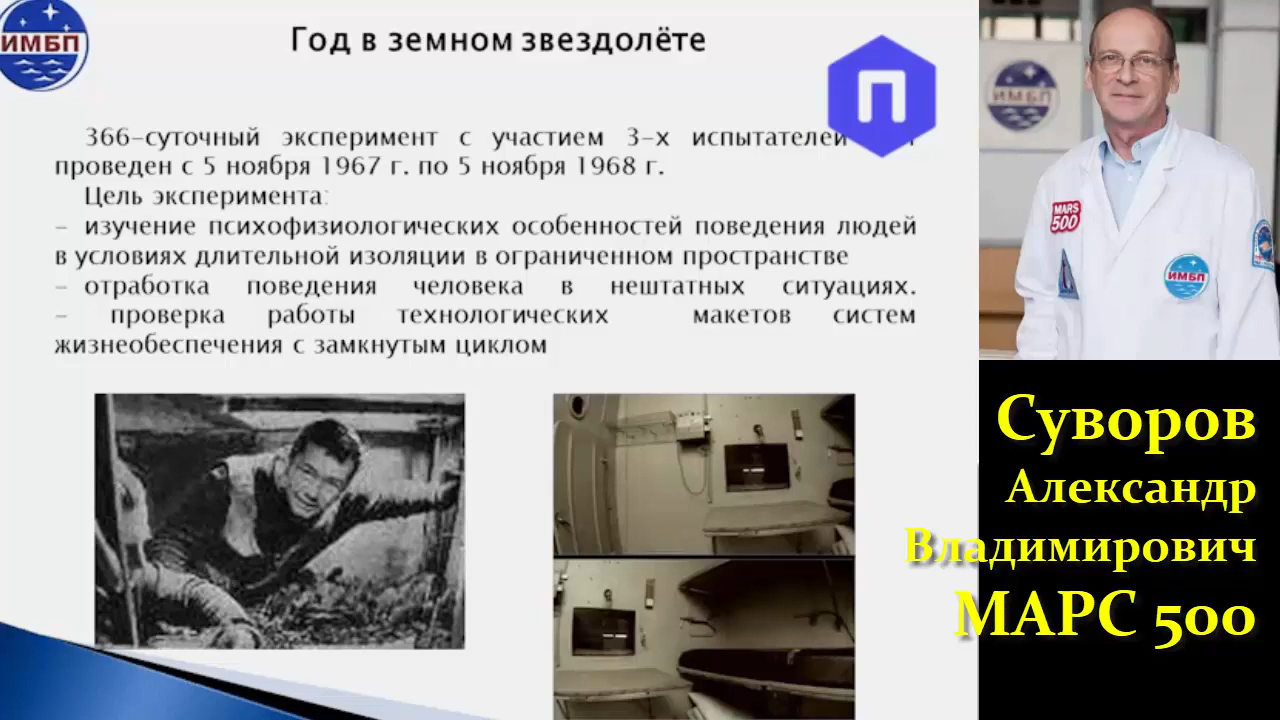 ИМБП
Год в земном звездолёте
П
366-суточный эксперимент с участием 3-х испытателей
проведен с 5 ноября 1967 г. по 5 ноября 1968 г.
Цель эксперимента:
- изучение психофизиологических особенностей поведения людей
в условиях длительной изоляции в ограниченном пространстве
- отработка поведения человека в нештатных ситуациях.
- проверка работы технологических макетов систем
жизнеобеспечения с замкнутым циклом
ИМБП
MARS
500
ИМБП
Суворов
Александр
Владимирович
МАРС 500